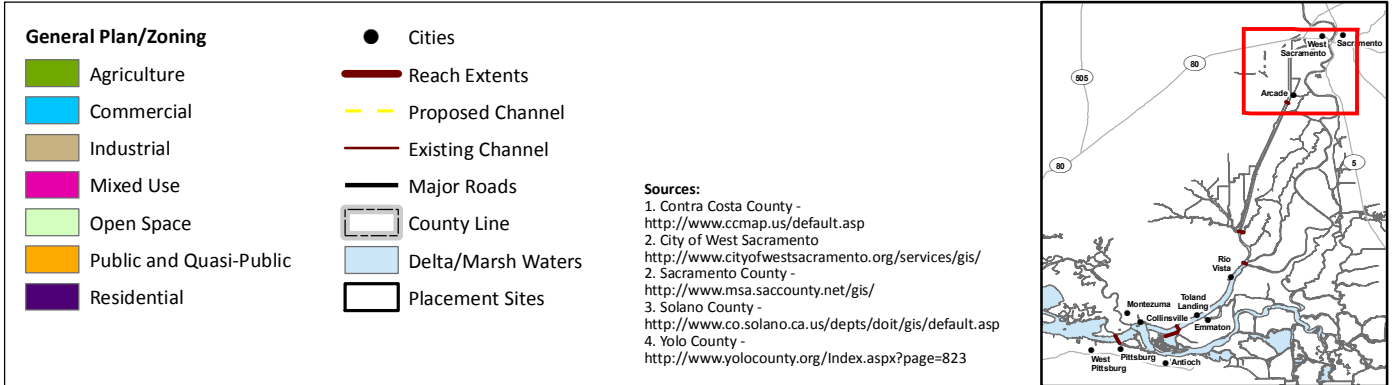 General Plan/Zoning
Agriculture
Commercial
Industrial
Mixed Use
Open Space
Public and Quasi-Public
Residential
Cities
Reach Extents
Proposed Channel
Existing Channel
Major Roads
County Line
Delta/Marsh Waters
Placement Sites
Sources:
1. Contra Costa County -
http://www.ccmap.us/default.asp
2. City of West Sacramento
http://www.cityofwestsacramento.org/services/gis/
2. Sacramento County -
http://www.msa.saccounty.net/gis/
3. Solano County -
http://www.co.solano.ca.us/depts/doit/gis/default.asp
4. Yolo County -
http://www.yolocounty.org/Index.aspx?page=823
West
Sacramento
Sacramento
80
505
Arcade
80
5
Rio
Vista
Toland
Landing
Montezuma
Collinsville
Emmaton
West
Pittsburg
Pittsburg
Antioch